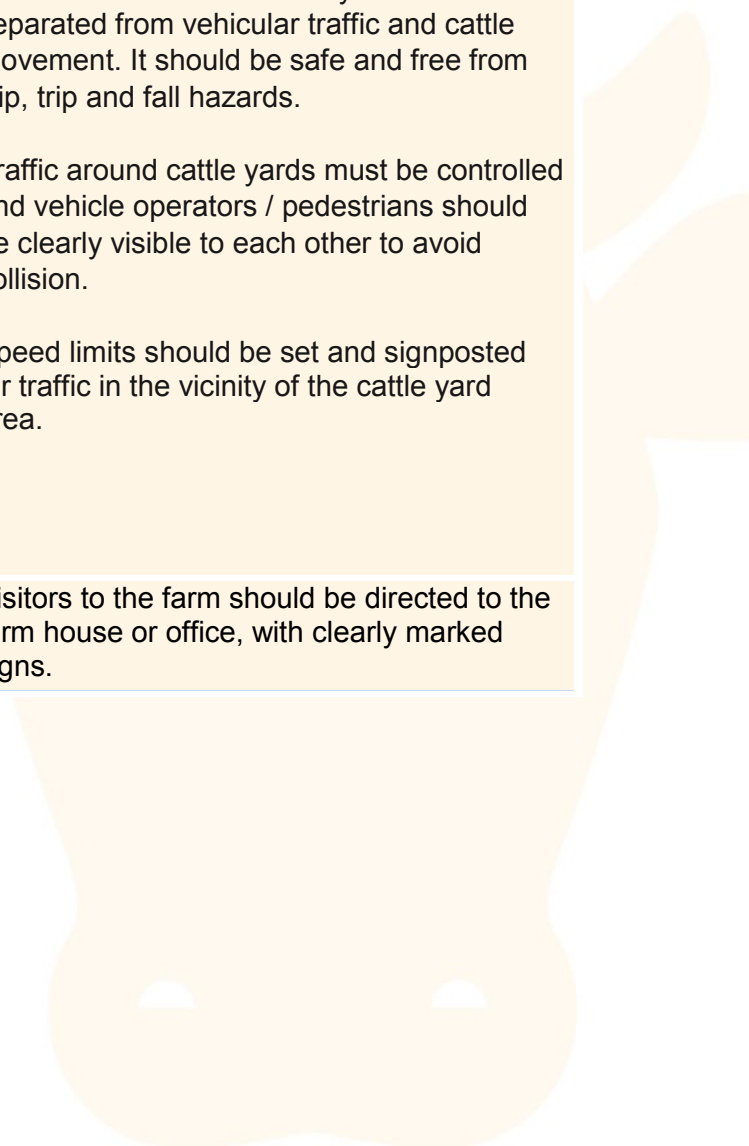 eparated from vehicular traffic and cattle
ovement. It should be safe and free from
ip, trip and fall hazards.
raffic around cattle yards must be controlled
nd vehicle operators / pedestrians should
e clearly visible to each other to avoid
ollision.
peed limits should be set and signposted
r traffic in the vicinity of the cattle yard
rea.
isitors to the farm should be directed to the
rm house or office, with clearly marked
gns.